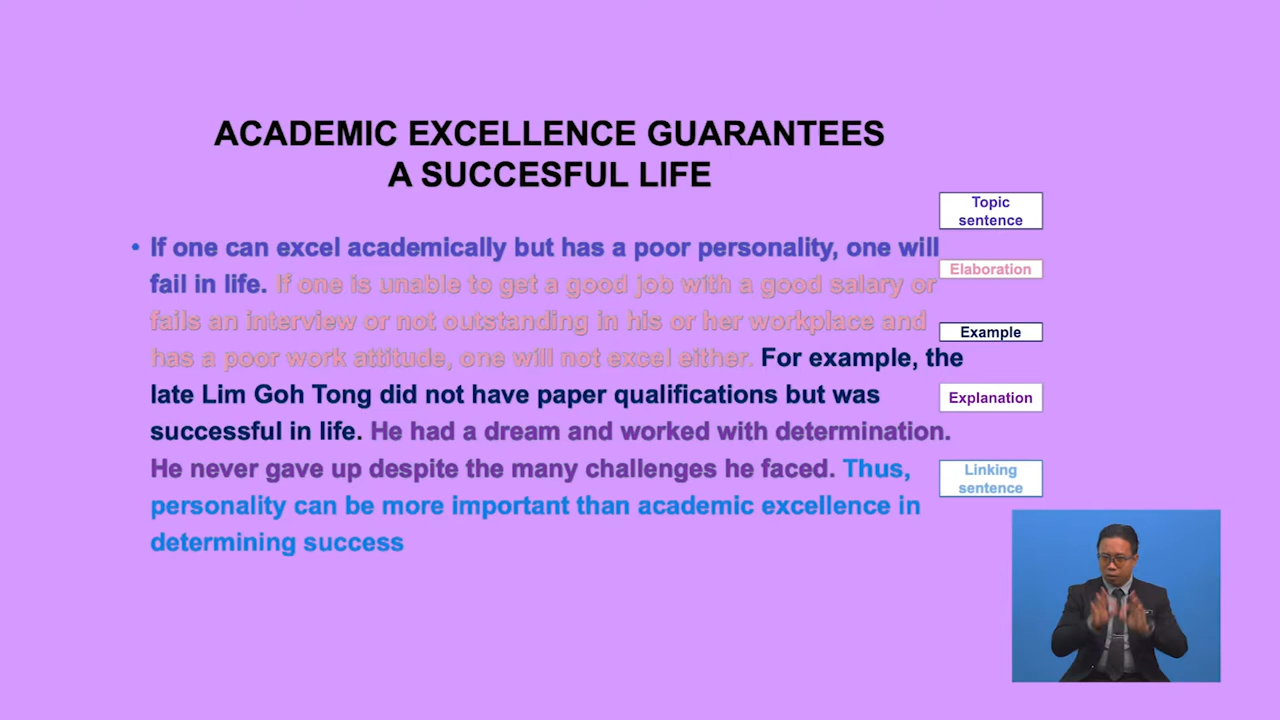 ACADEMIC EXCELLENCE GUARANTEES
A SUCCESFUL LIFE
• If one can excel academically but has a poor personality, one will
fail in life. If one is unable to get a good job with a good salary or
fails an interview or not outstanding in his or her workplace and
has a poor work attitude, one will not excel either. For example, the
late Lim Goh Tong did not have paper qualifications but was
successful in life. He had a dream and worked with determination.
He never gave up despite the many challenges he faced. Thus,
personality can be more important than academic excellence in
determining success
Topic
sentence
Elaboration
Example
Explanation
Linking
sentence